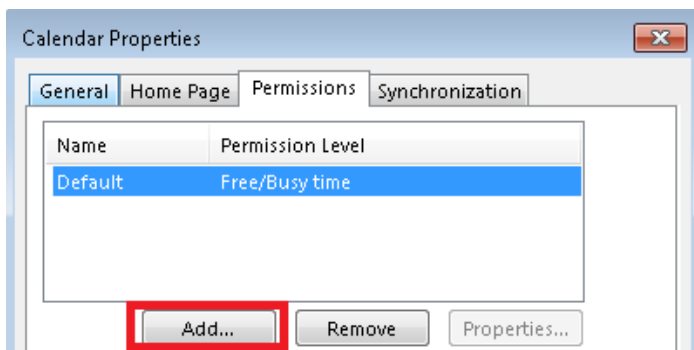 Calendar Properties
General Home Page Permissions Synchronization
Name Permission Level
Default Free/Busy time
Add... Remove Properties...